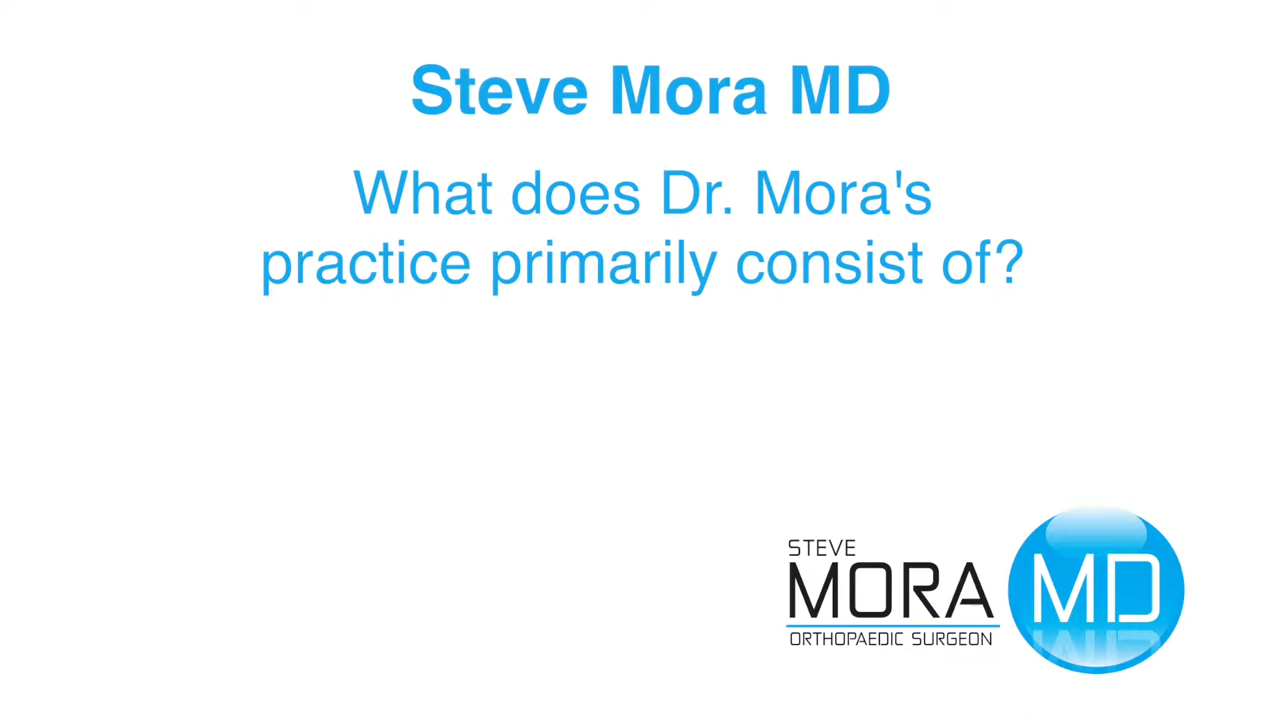 Steve Mora MD
What does Dr. Mora's
practice primarily consist of?
STEVE
MORA MD
ORTHOPAEDIC SURGEON